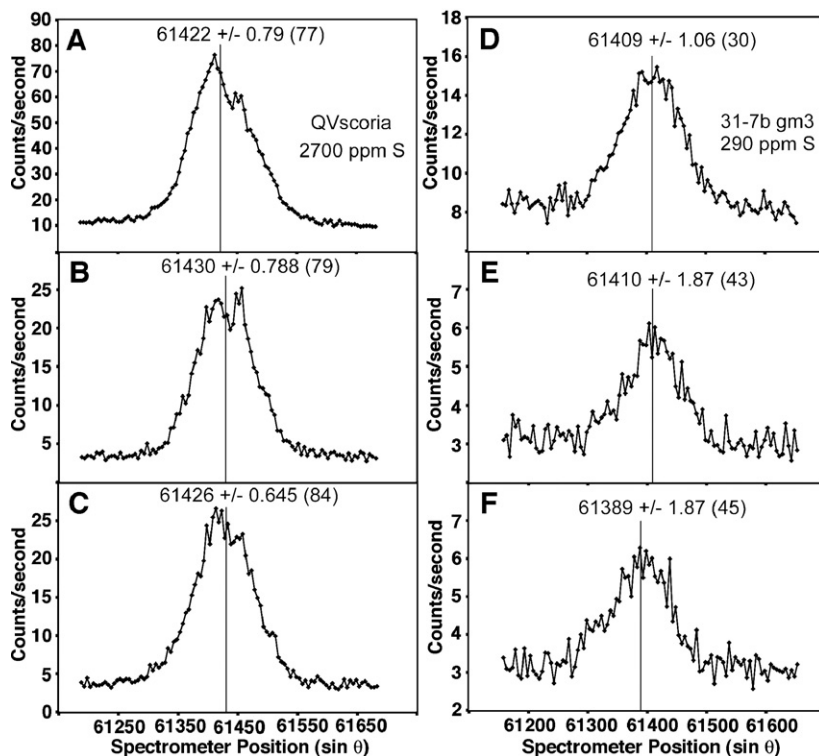 A
61422 +/- 0.79 (77)
QVscoria
2700 ppm S
Counts/second
90
80
70
60
50
40
30
20
10
B
61430 +/- 0.788 (79)
Counts/second
25
20
15
10
5
C
61426 +/- 0.645 (84)
Counts/second
25
20
15
10
5
0
61250 61350 61450 61550 61650
Spectrometer Position (sin θ)
D
61409 +/- 1.06 (30)
31-7b gm3
290 ppm S
Counts/second
18
16
14
12
10
8
E
61410 +/- 1.87 (43)
Counts/second
7
6
5
4
3
F
61389 +/- 1.87 (45)
Counts/second
7
6
5
4
3
2
61200 61300 61400 61500 61600
Spectrometer Position (sin θ)